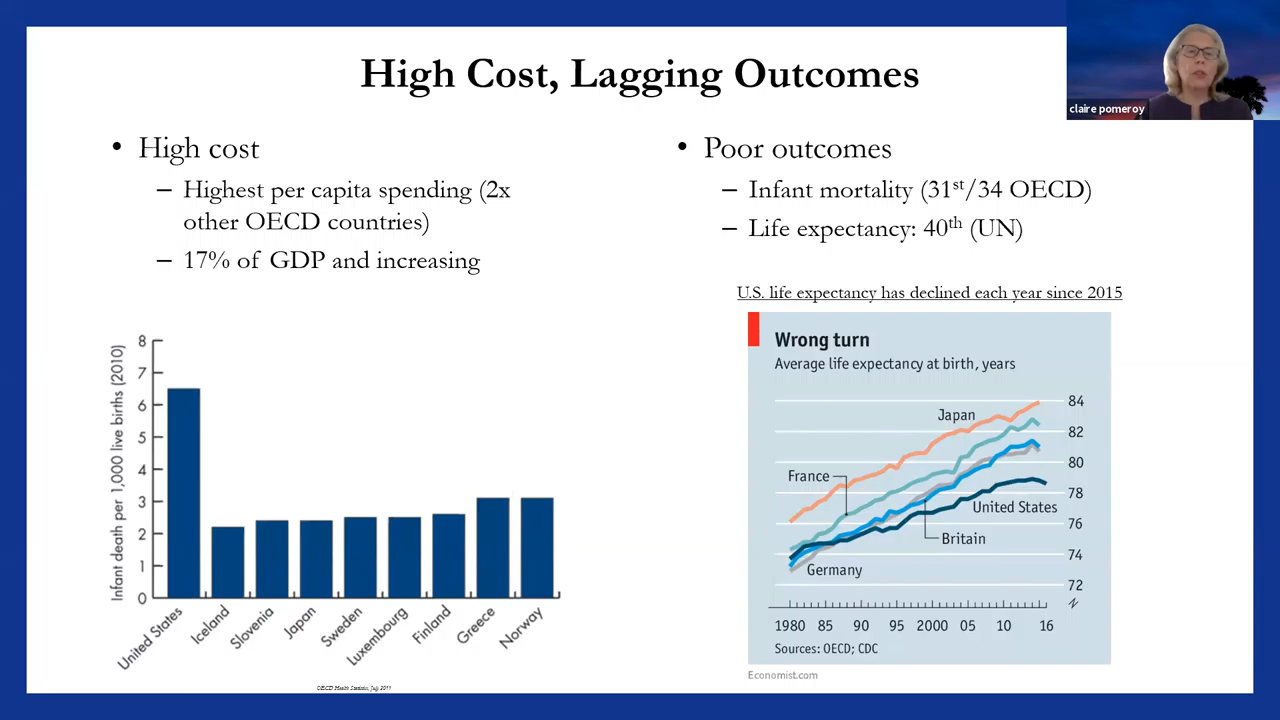 High Cost, Lagging Outcomes
claire pomeroy
• High cost
– Highest per capita spending (2x
other OECD countries)
– 17% of GDP and increasing
8
7
6
5
4
3
2
1
0
Infant death per 1,000 live births (2010)
United States
Iceland
Slovenia
Japan
Sweden
Luxembourg
Finland
Greece
Norway
• Poor outcomes
– Infant mortality (31st/34 OECD)
– Life expectancy: 40th (UN)
U.S. life expectancy has declined each year since 2015
Wrong turn
Average life expectancy at birth, years
84
Japan
82
80
France
78
United States
76
Britain
74
Germany
72
1980 85 90 95 2000 05 10 16
Sources: OECD; CDC
Economist.com
OECD Health Statistics, July